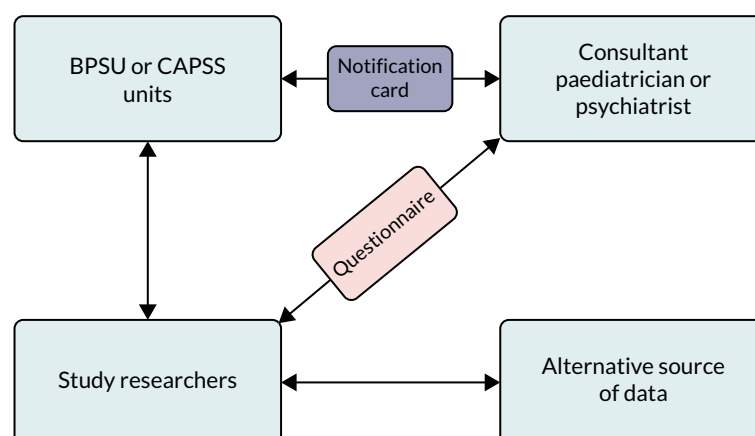 BPSU or CAPSS
units
Notification
card
Consultant
paediatrician or
psychiatrist
Questionnaire
Study researchers
Alternative source
of data